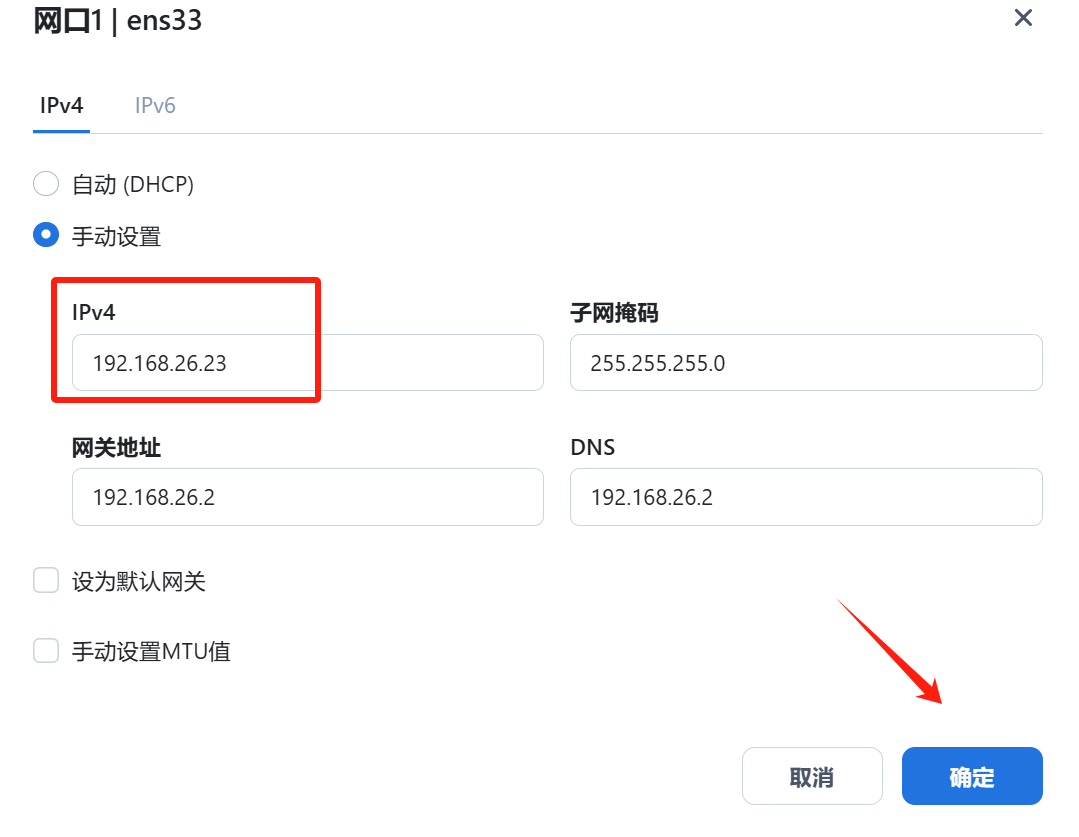 网口1 | ens33
IPv4 IPv6
自动 (DHCP)
手动设置
IPv4 子网掩码
192.168.26.23 255.255.255.0
网关地址 DNS
192.168.26.2 192.168.26.2
设为默认网关
手动设置MTU值
取消 确定